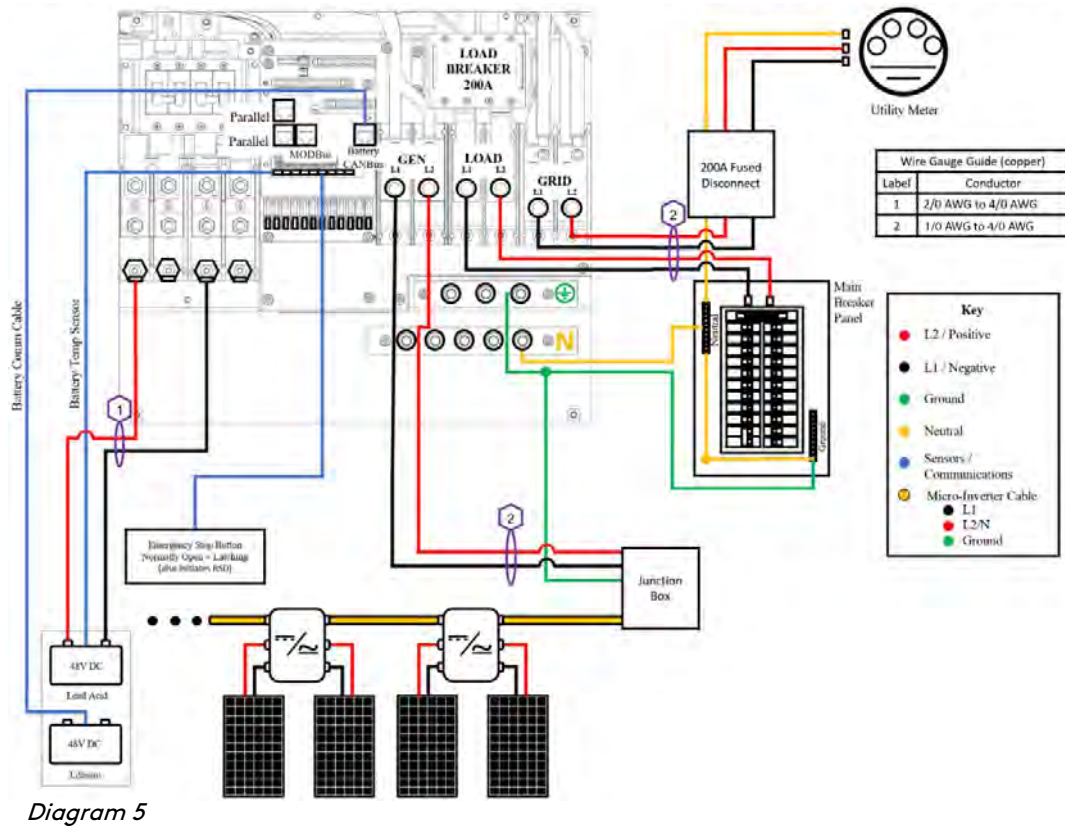 LOAD
BREAKER
200A
Parallel
Parallel
MODBus
Battery
CANBus
GEN
L1 L2
LOAD
L1 L2
GRID
L1 L2
N
Battery Comm Cable
Battery Temp Sensor
1
2
2
Utility Meter
200A Fused
Disconnect
Wire Gauge Guide (copper)
Label Conductor
1 2/0 AWG to 4/0 AWG
2 1/0 AWG to 4/0 AWG
Main
Breaker
Panel
Neutral
Ground
Key
L2 / Positive
L1 / Negative
Ground
Neutral
Sensors /
Communications
Micro-Inverter Cable
L1
L2/N
Ground
Emergency Stop Button
Normally Open - Latching
(also initiates RSD)
Junction
Box
48V DC
Lead Acid
48V DC
Lithium
Diagram 5